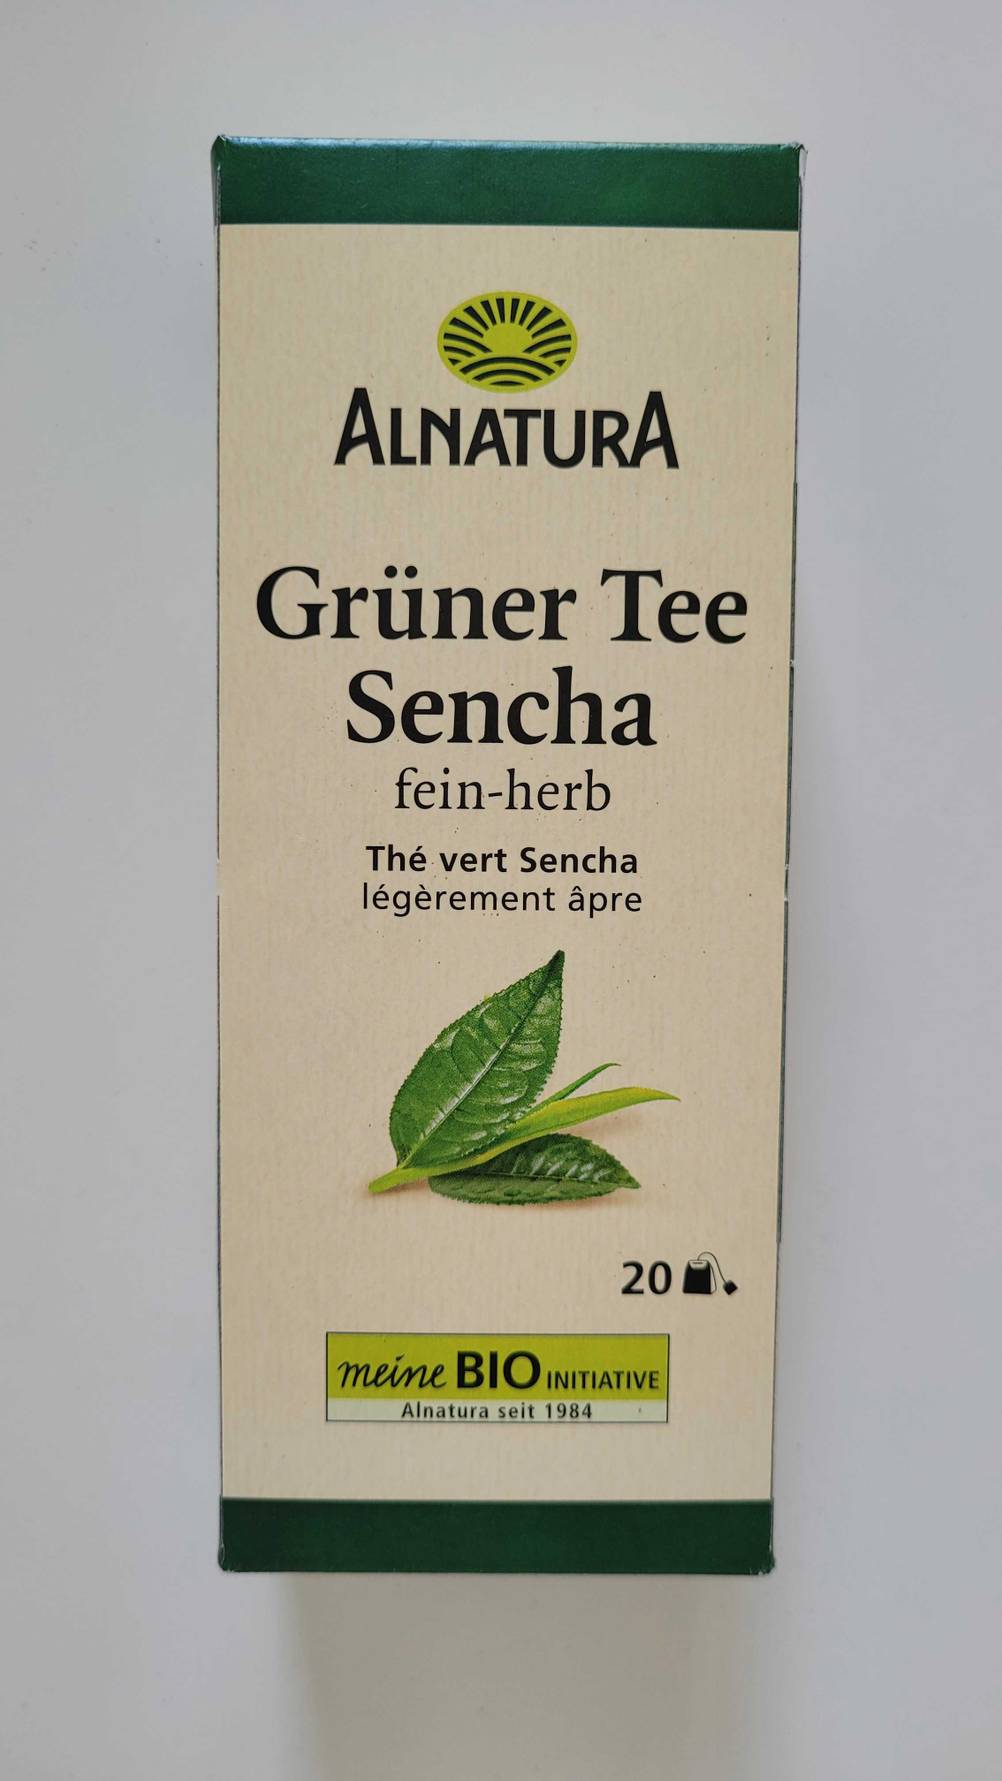 ALNATURA
Grüner Tee
Sencha
fein-herb
Thé vert Sencha
légèrement âpre
20
meine BIO INITIATIVE
Alnatura seit 1984